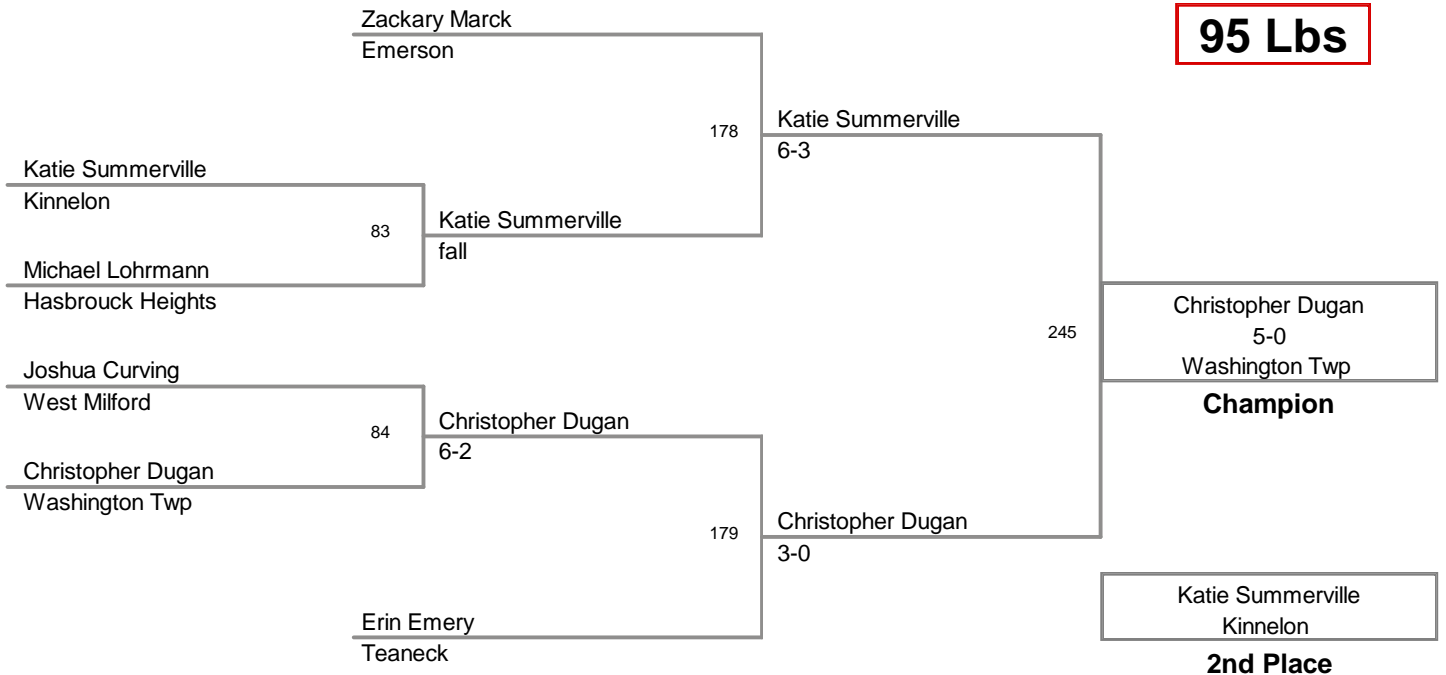 Zackary Marck
Emerson
95 Lbs
178
Katie Summerville
6-3
Katie Summerville
Kinnelon
83
Katie Summerville
fall
Michael Lohrmann
Hasbrouck Heights
245
Christopher Dugan
5-0
Washington Twp
Champion
Joshua Curving
West Milford
84
Christopher Dugan
6-2
Christopher Dugan
Washington Twp
179
Christopher Dugan
3-0
Erin Emery
Teaneck
Katie Summerville
Kinnelon
2nd Place